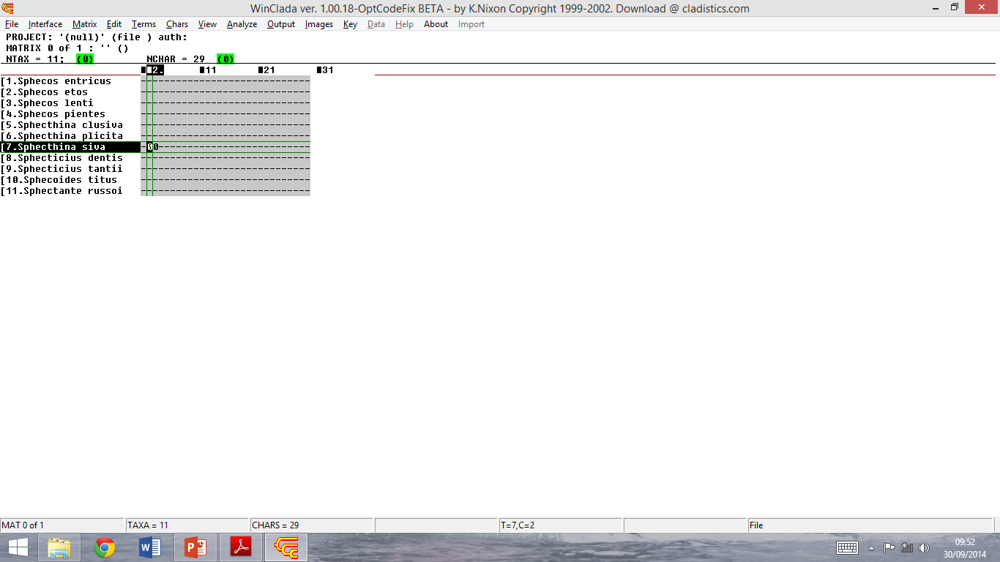 WinClada ver. 1.00.18-OptCodeFix BETA - by K.Nixon Copyright 1999-2002. Download @ cladistics.com
File Interface Matrix Edit Terms Chars View Analyze Output Images Key Data Help About Import
PROJECT: '(null)' (file ) auth:
MATRIX 0 of 1 : '' ()
NTAX = 11; (0) NCHAR = 29 (0)
2. 11 21 31
[1.Sphecos entricus -----------------------------
[2.Sphecos etos -----------------------------
[3.Sphecos lenti -----------------------------
[4.Sphecos pientes -----------------------------
[5.Sphecthina clusiva -----------------------------
[6.Sphecthina plicita -----------------------------
[7.Sphecthina siva -00--------------------------
[8.Sphecticius dentis -----------------------------
[9.Sphecticius tantii -----------------------------
[10.Sphecoides titus -----------------------------
[11.Sphectante russoi -----------------------------
MAT 0 of 1 TAXA = 11 CHARS = 29 T=7,C=2 File
09:52
30/09/2014